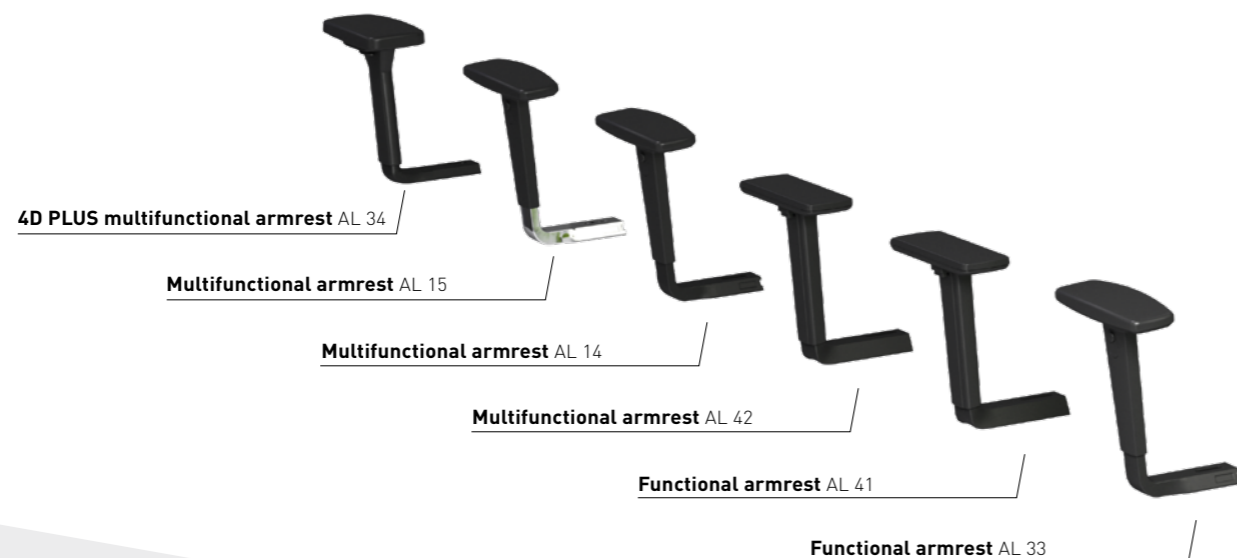 4D PLUS multifunctional armrest AL 34
Multifunctional armrest AL 15
Multifunctional armrest AL 14
Multifunctional armrest AL 42
Functional armrest AL 41
Functional armrest AL 33